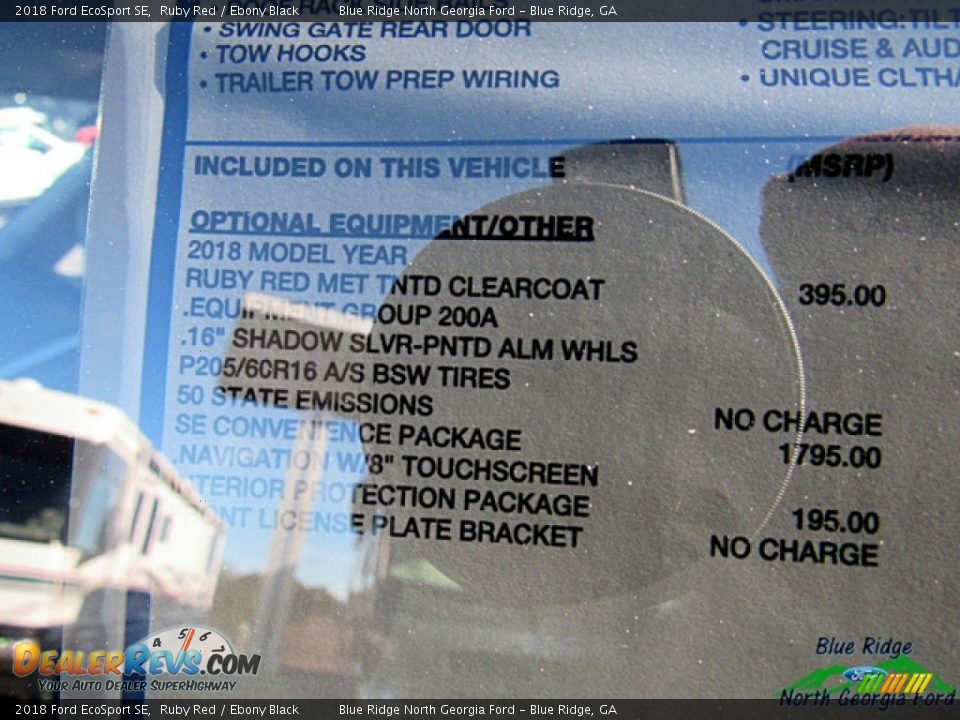 2018 Ford EcoSport SE, Ruby Red / Ebony Black Blue Ridge North Georgia Ford - Blue Ridge, GA
• SWING GATE REAR DOOR
• TOW HOOKS
• TRAILER TOW PREP WIRING
• STEERING: TILT
CRUISE & AUD
• UNIQUE CLTH
INCLUDED ON THIS VEHICLE (MSRP)
OPTIONAL EQUIPMENT/OTHER
2018 MODEL YEAR
RUBY RED MET TNTD CLEARCOAT 395.00
.EQUIPMENT GROUP 200A
.16" SHADOW SLVR-PNTD ALM WHLS
P205/60R16 A/S BSW TIRES
50 STATE EMISSIONS NO CHARGE
SE CONVENIENCE PACKAGE 1795.00
.NAVIGATION W/8" TOUCHSCREEN
INTERIOR PROTECTION PACKAGE 195.00
FRONT LICENSE PLATE BRACKET NO CHARGE
4 5 6
DealerRevs.com
Your Auto Dealer SuperHighway
Blue Ridge
Ford
North Georgia Ford
2018 Ford EcoSport SE, Ruby Red / Ebony Black Blue Ridge North Georgia Ford - Blue Ridge, GA